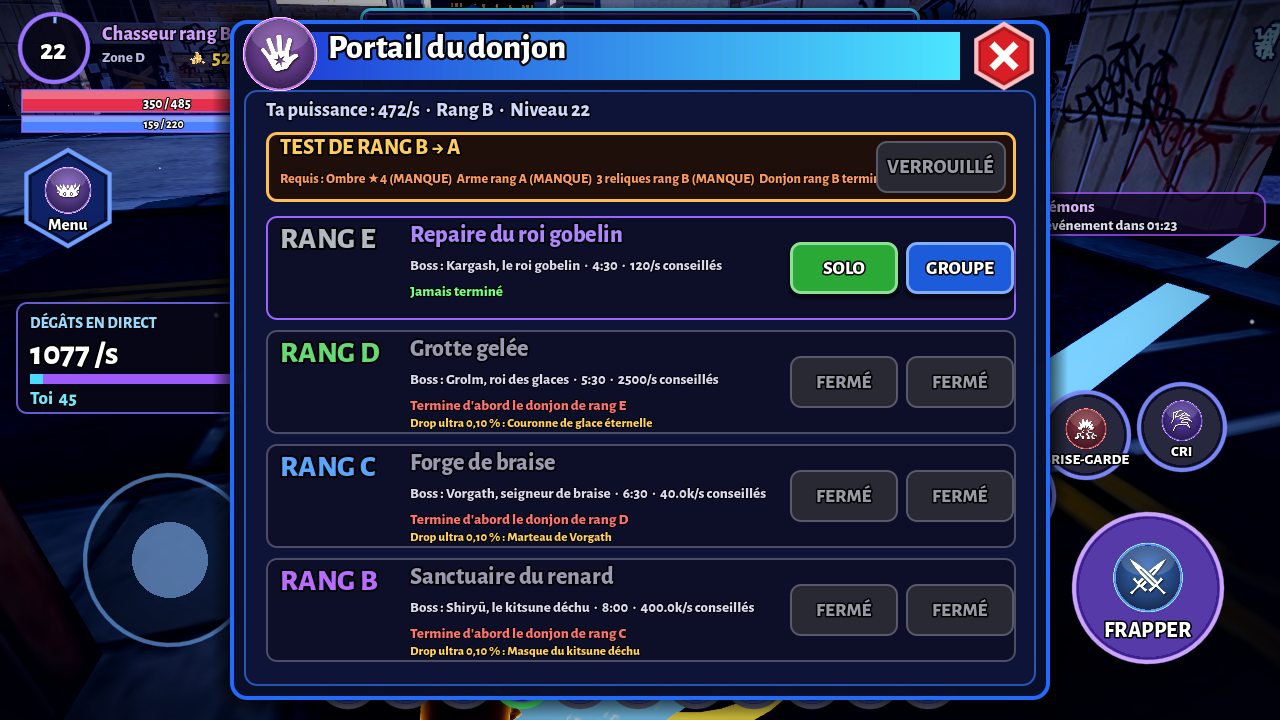 22
Chasseur rang B
Zone D
52
350 / 485
159 / 220
Menu
DÉGÂTS EN DIRECT
1077 /s
Toi 45
Portail du donjon
Ta puissance : 472/s · Rang B · Niveau 22
TEST DE RANG B → A
Requis : Ombre ★4 (MANQUE) Arme rang A (MANQUE) 3 reliques rang B (MANQUE) Donjon rang B termin
VERROUILLÉ
RANG E
Repaire du roi gobelin
Boss : Kargash, le roi gobelin · 4:30 · 120/s conseillés
Jamais terminé
SOLO
GROUPE
RANG D
Grotte gelée
Boss : Grolm, roi des glaces · 5:30 · 2500/s conseillés
Termine d'abord le donjon de rang E
Drop ultra 0,10 % : Couronne de glace éternelle
FERMÉ
FERMÉ
RANG C
Forge de braise
Boss : Vorgath, seigneur de braise · 6:30 · 40.0k/s conseillés
Termine d'abord le donjon de rang D
Drop ultra 0,10 % : Marteau de Vorgath
FERMÉ
FERMÉ
RANG B
Sanctuaire du renard
Boss : Shiryū, le kitsune déchu · 8:00 · 400.0k/s conseillés
Termine d'abord le donjon de rang C
Drop ultra 0,10 % : Masque du kitsune déchu
FERMÉ
FERMÉ
émons
événement dans 01:23
RISE-GARDE
CRI
FRAPPER